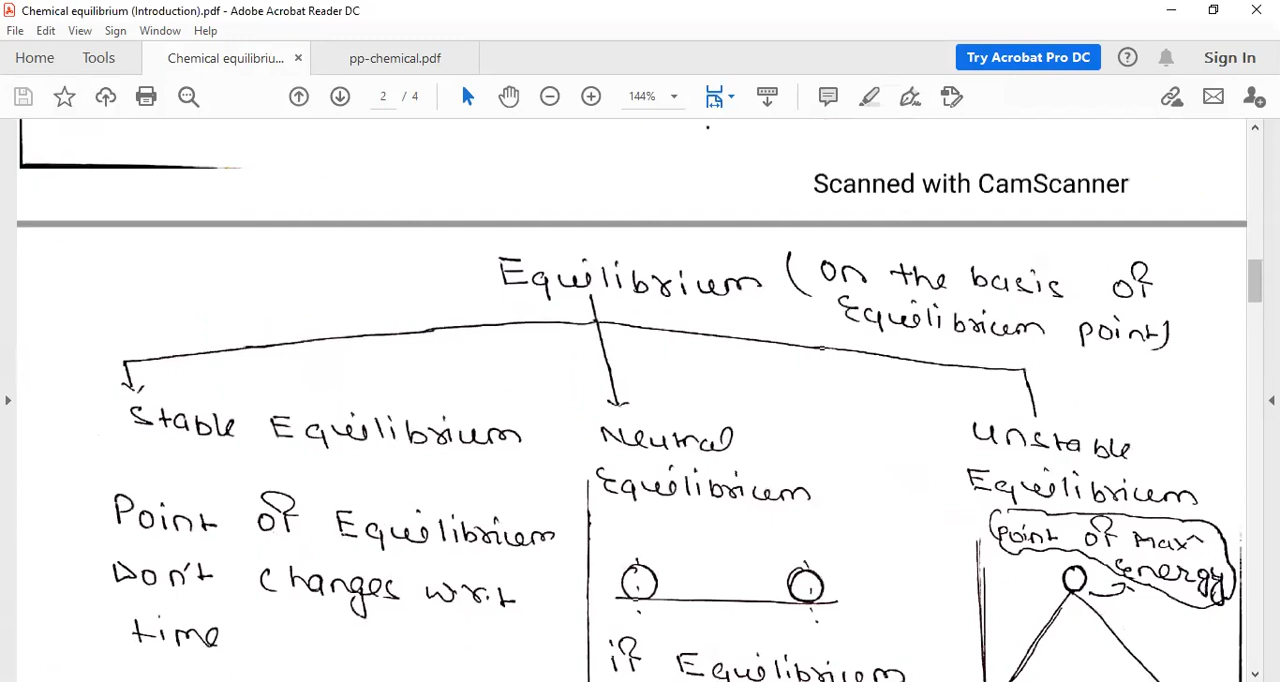 Chemical equilibrium (Introduction).pdf - Adobe Acrobat Reader DC
File Edit View Sign Window Help
Home Tools Chemical equilibriu... × pp-chemical.pdf Try Acrobat Pro DC Sign In
2 / 4 144%
Scanned with CamScanner
Equilibrium (on the basis of
Equilibrium point)
Stable Equilibrium
Neutral
Equilibrium
Unstable
Equilibrium
Point of Equilibrium
Don't changes w.r.t
time
Point of Max^
energy
if Equilibrium